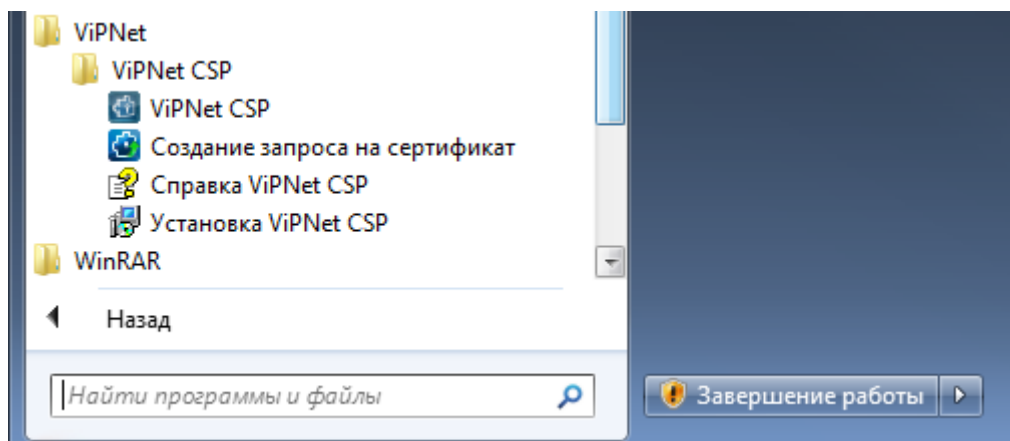 ViPNet
ViPNet CSP
ViPNet CSP
Создание запроса на сертификат
Справка ViPNet CSP
Установка ViPNet CSP
WinRAR
Назад
Найти программы и файлы
Завершение работы